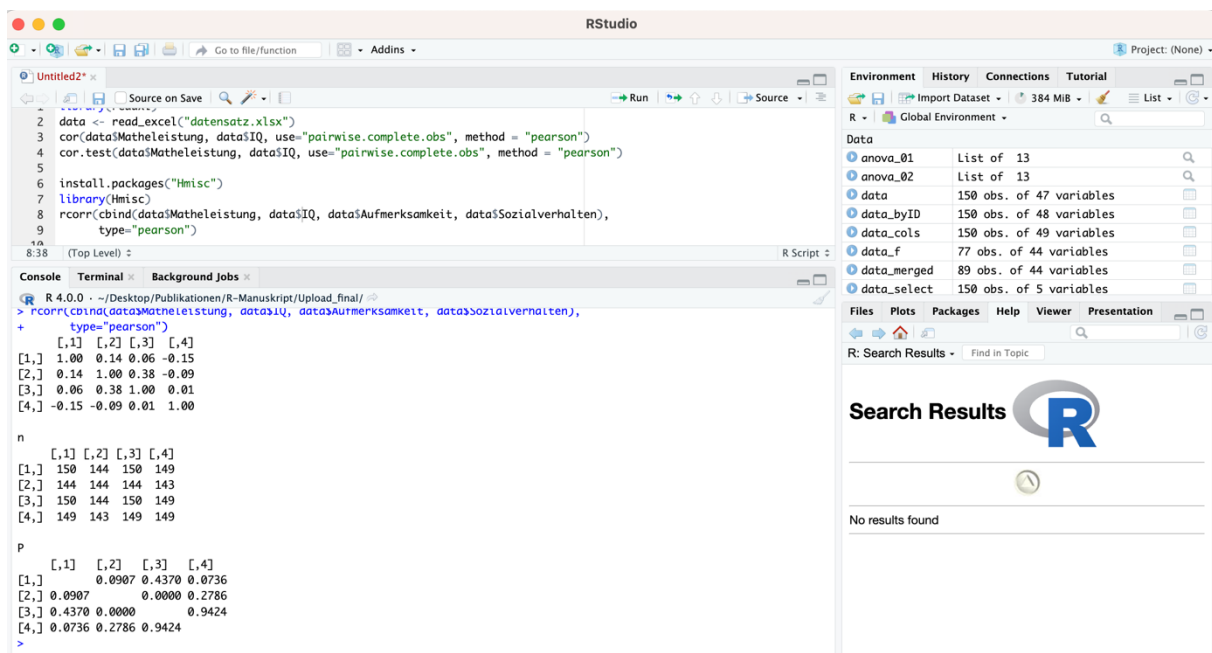 RStudio
Go to file/function
Addins
Project: (None)
Untitled2*
Source on Save
Run
Source
2 data <- read_excel("datensatz.xlsx")
3 cor(data$Matheleistung, data$IQ, use="pairwise.complete.obs", method = "pearson")
4 cor.test(data$Matheleistung, data$IQ, use="pairwise.complete.obs", method = "pearson")
5
6 install.packages("Hmisc")
7 library(Hmisc)
8 rcorr(cbind(data$Matheleistung, data$IQ, data$Aufmerksamkeit, data$Sozialverhalten),
9 type="pearson")
10
8:38 (Top Level)
R Script
Console Terminal Background Jobs
R 4.0.0 · ~/Desktop/Publikationen/R-Manuskript/Upload_final/
> rcorr(cbind(data$Matheleistung, data$IQ, data$Aufmerksamkeit, data$Sozialverhalten),
+ type="pearson")
[,1] [,2] [,3] [,4]
[1,] 1.00 0.14 0.06 -0.15
[2,] 0.14 1.00 0.38 -0.09
[3,] 0.06 0.38 1.00 0.01
[4,] -0.15 -0.09 0.01 1.00
n
[,1] [,2] [,3] [,4]
[1,] 150 144 150 149
[2,] 144 144 144 143
[3,] 150 144 150 149
[4,] 149 143 149 149
P
[,1] [,2] [,3] [,4]
[1,] 0.0907 0.4370 0.0736
[2,] 0.0907 0.0000 0.2786
[3,] 0.4370 0.0000 0.9424
[4,] 0.0736 0.2786 0.9424
>
Environment History Connections Tutorial
Import Dataset
384 MiB
List
R
Global Environment
Data
anova_01 List of 13
anova_02 List of 13
data 150 obs. of 47 variables
data_byID 150 obs. of 48 variables
data_cols 150 obs. of 49 variables
data_f 77 obs. of 44 variables
data_merged 89 obs. of 44 variables
data_select 150 obs. of 5 variables
Files Plots Packages Help Viewer Presentation
R: Search Results
Find in Topic
Search Results
R
No results found